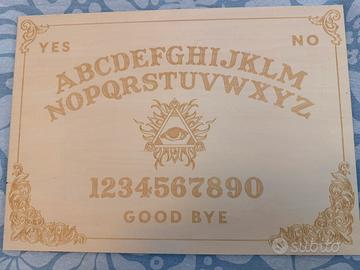 YES NO
ABCDEFGHIJKLM
NOPQRSTUVWXYZ
1234567890
GOOD BYE
subito